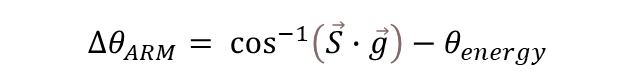 Δθ_ARM = cos⁻¹(S⃗ · g⃗) − θ_energy